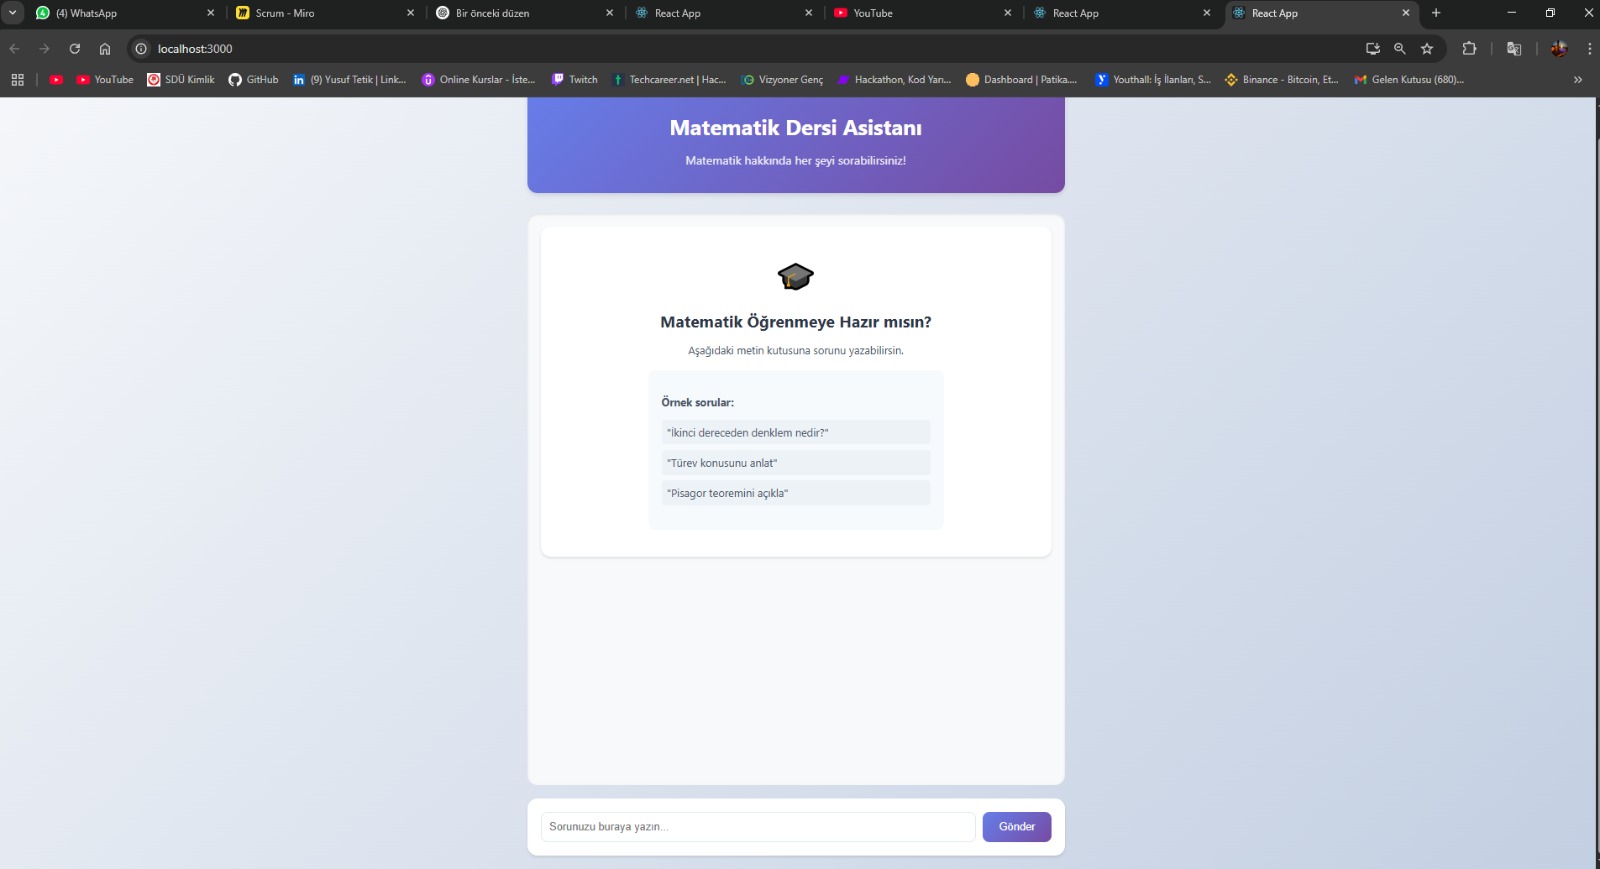 (4) WhatsApp
Scrum - Miro
Bir önceki düzen
React App
YouTube
React App
React App
localhost:3000
YouTube
SDÜ Kimlik
GitHub
(9) Yusuf Tetik | Link...
Online Kurslar - İste...
Twitch
Techcareer.net | Hac...
Vizyoner Genç
Hackathon, Kod Yarı...
Dashboard | Patika....
Youthall: İş İlanları, S...
Binance - Bitcoin, Et...
Gelen Kutusu (680)...
Matematik Dersi Asistanı
Matematik hakkında her şeyi sorabilirsiniz!
Matematik Öğrenmeye Hazır mısın?
Aşağıdaki metin kutusuna sorunu yazabilirsin.
Örnek sorular:
"İkinci dereceden denklem nedir?"
"Türev konusunu anlat"
"Pisagor teoremini açıkla"
Sorunuzu buraya yazın...
Gönder